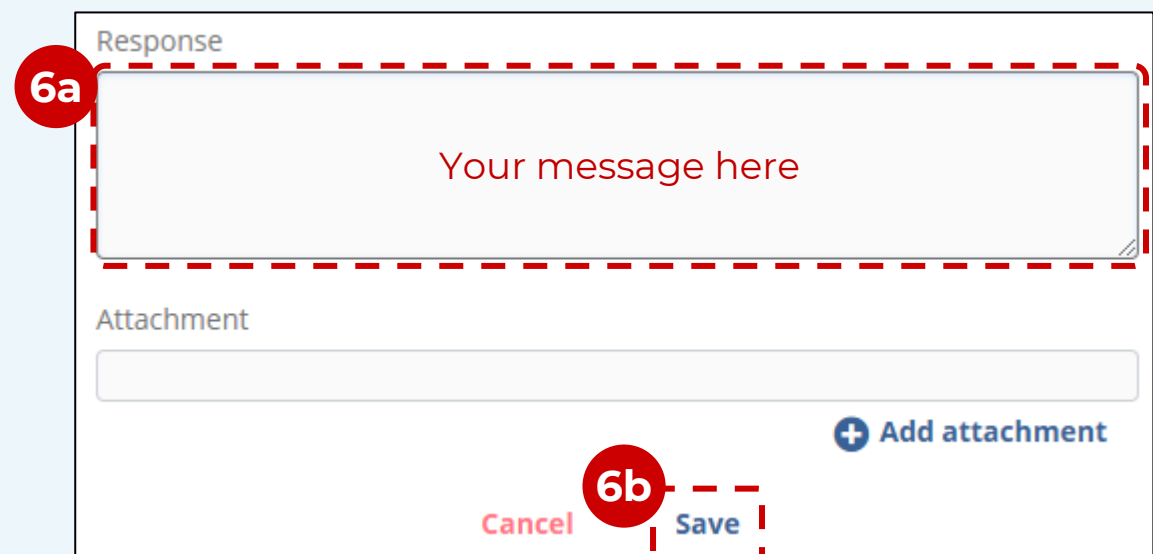 Response
6a
Your message here
Attachment
Add attachment
6b
Cancel Save